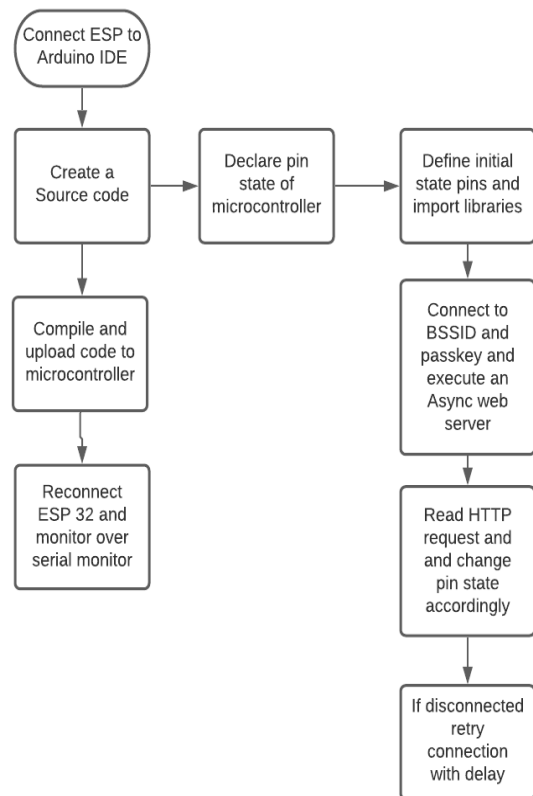 Connect ESP to
Arduino IDE
Create a
Source code
Declare pin
state of
microcontroller
Define initial
state pins and
import libraries
Compile and
upload code to
microcontroller
Connect to
BSSID and
passkey and
execute an
Async web
server
Reconnect
ESP 32 and
monitor over
serial monitor
Read HTTP
request and
and change
pin state
accordingly
If disconnected
retry
connection
with delay